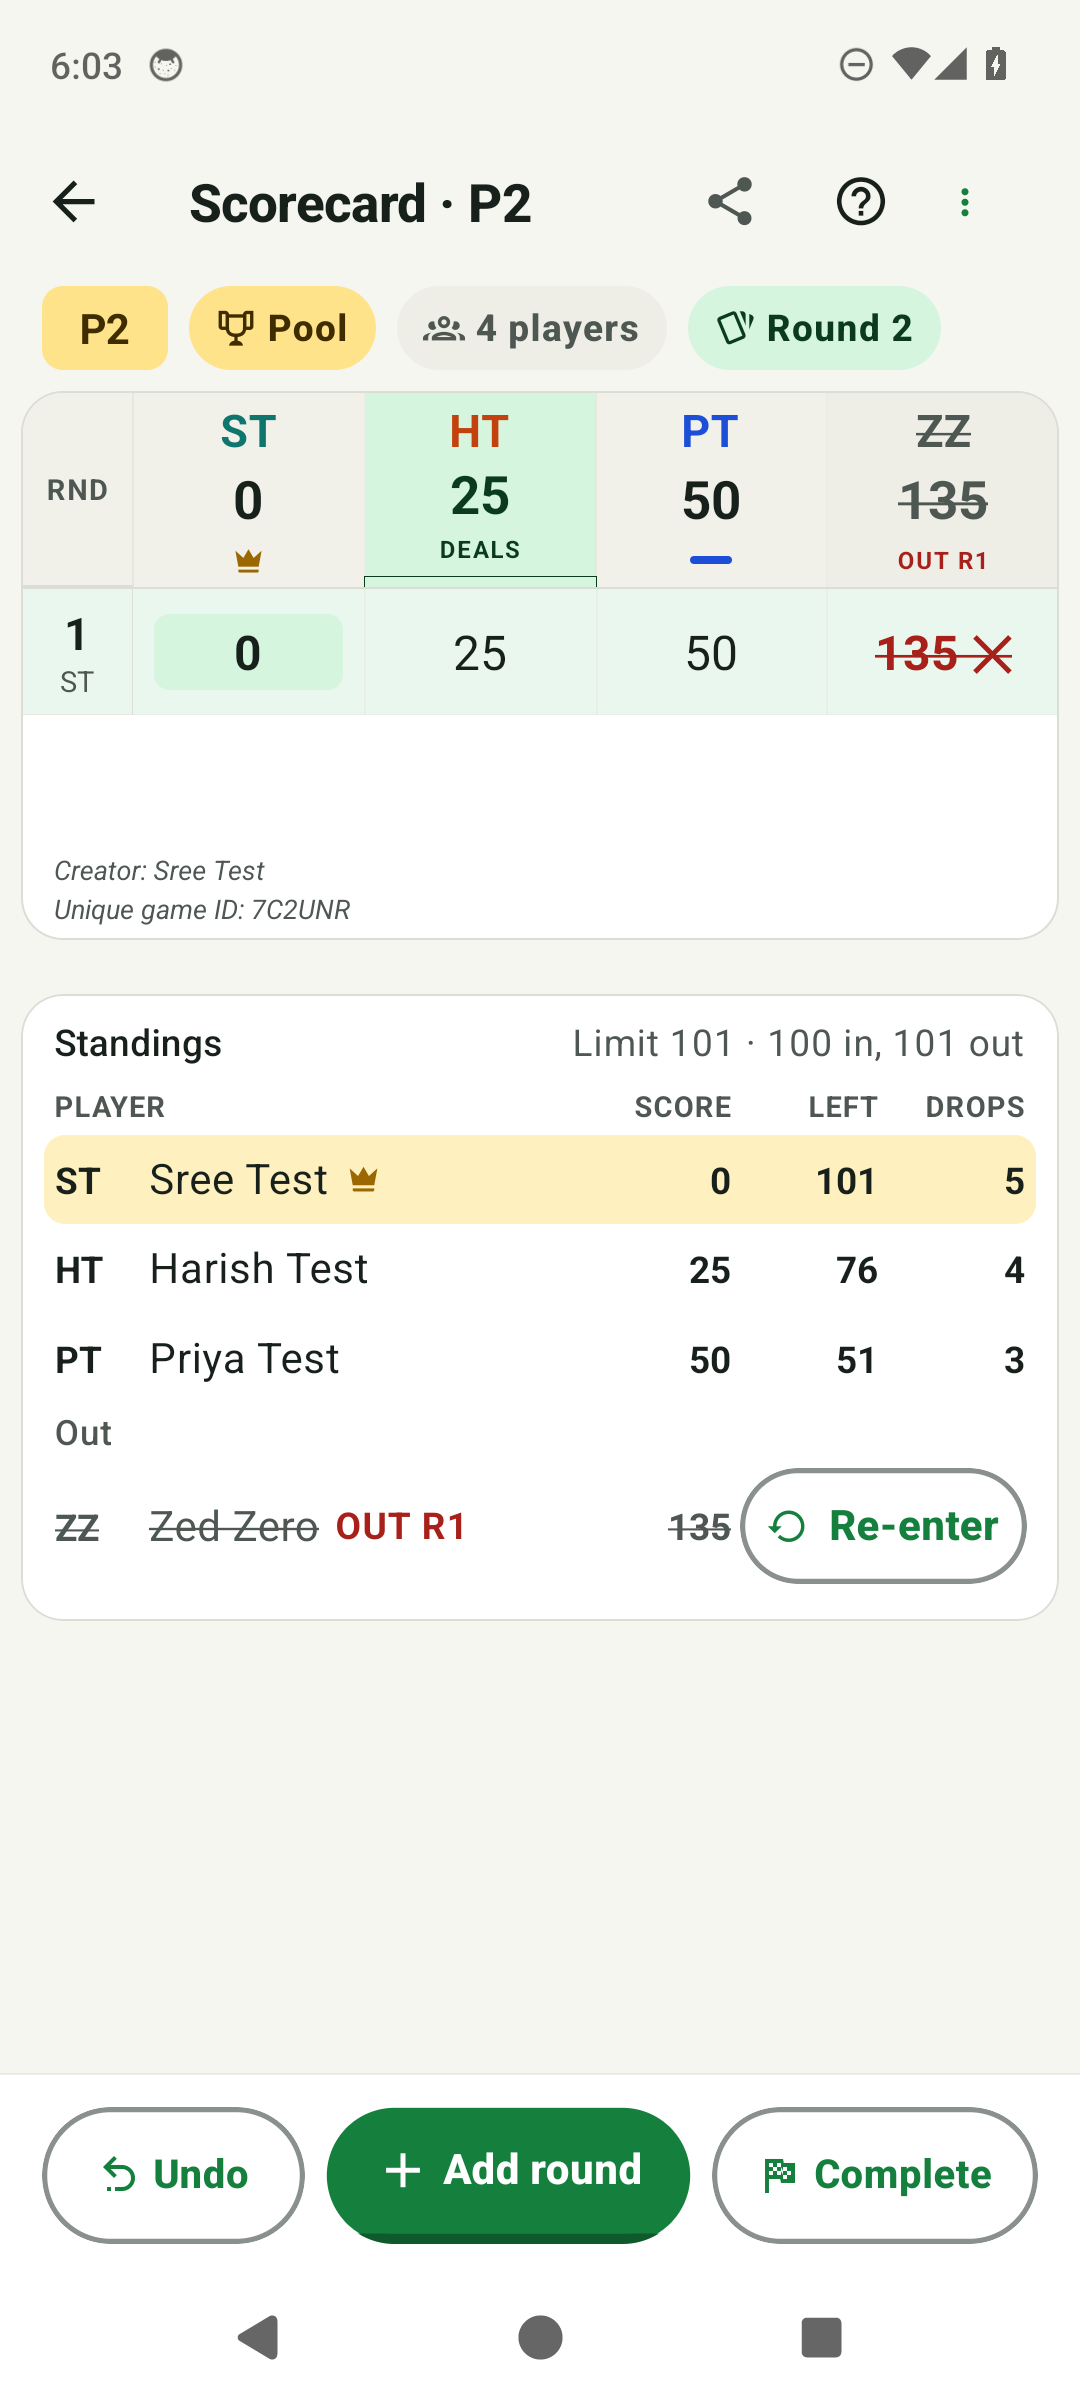 6:03
Scorecard · P2
P2 Pool 4 players Round 2
RND ST HT PT ZZ
0 25 50 135
DEALS OUT R1
1 0 25 50 135
ST
Creator: Sree Test
Unique game ID: 7C2UNR
Standings Limit 101 · 100 in, 101 out
PLAYER SCORE LEFT DROPS
ST Sree Test 0 101 5
HT Harish Test 25 76 4
PT Priya Test 50 51 3
Out
ZZ Zed Zero OUT R1 135 Re-enter
Undo Add round Complete